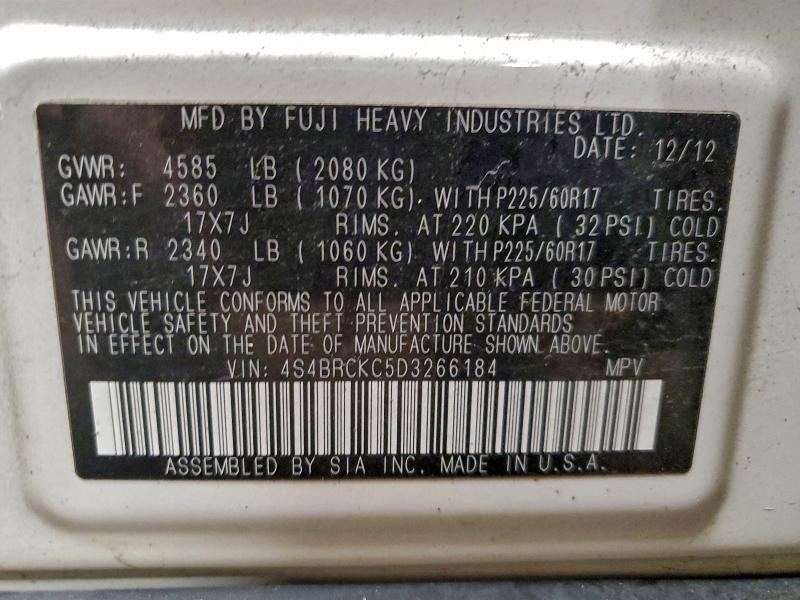 MFD BY FUJI HEAVY INDUSTRIES LTD.
DATE: 12/12
GVWR: 4585 LB ( 2080 KG)
GAWR:F 2360 LB ( 1070 KG). WITH P225/60R17 TIRES.
17X7J RIMS. AT 220 KPA ( 32 PSI) COLD
GAWR:R 2340 LB ( 1060 KG) WITH P225/60R17 TIRES.
17X7J RIMS. AT 210 KPA ( 30 PSI) COLD
THIS VEHICLE CONFORMS TO ALL APPLICABLE FEDERAL MOTOR
VEHICLE SAFETY AND THEFT PREVENTION STANDARDS
IN EFFECT ON THE DATE OF MANUFACTURE SHOWN ABOVE.
VIN: 4S4BRCKC5D3266184 MPV
ASSEMBLED BY SIA INC. MADE IN U.S.A.